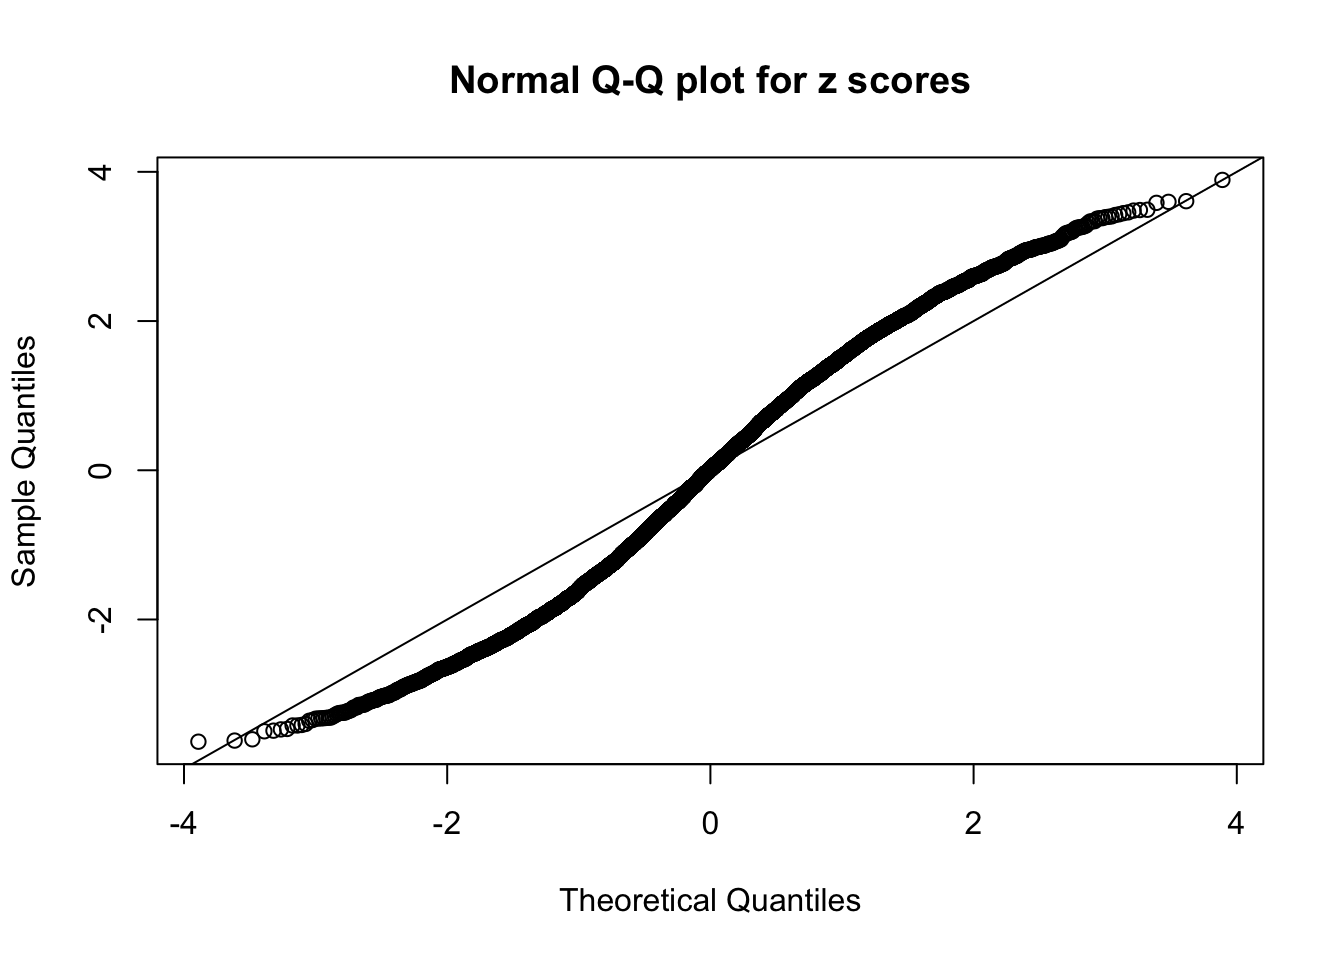 Normal Q-Q plot for z scores
4
2
0
-2
Sample Quantiles
-4 -2 0 2 4
Theoretical Quantiles